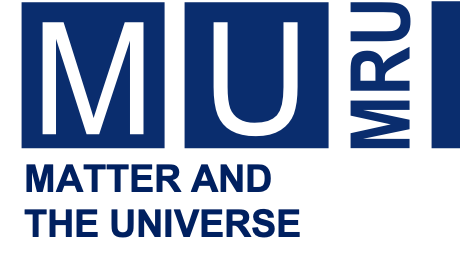 MU MRU
MATTER AND
THE UNIVERSE